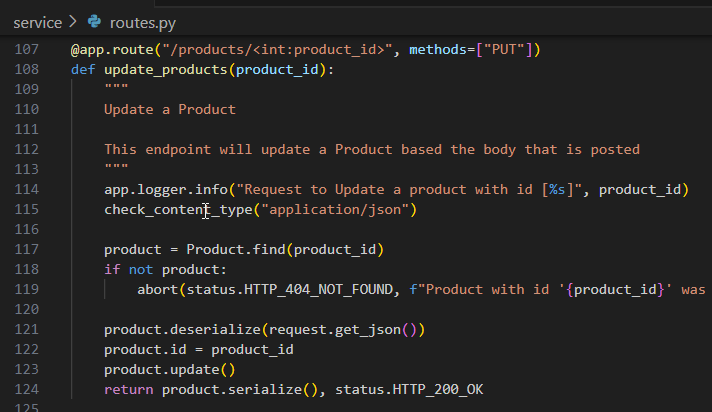 service > routes.py
107 @app.route("/products/<int:product_id>", methods=["PUT"])
108 def update_products(product_id):
109 """
110 Update a Product
111
112 This endpoint will update a Product based the body that is posted
113 """
114 app.logger.info("Request to Update a product with id [%s]", product_id)
115 check_content_type("application/json")
116
117 product = Product.find(product_id)
118 if not product:
119 abort(status.HTTP_404_NOT_FOUND, f"Product with id '{product_id}' was
120
121 product.deserialize(request.get_json())
122 product.id = product_id
123 product.update()
124 return product.serialize(), status.HTTP_200_OK
125